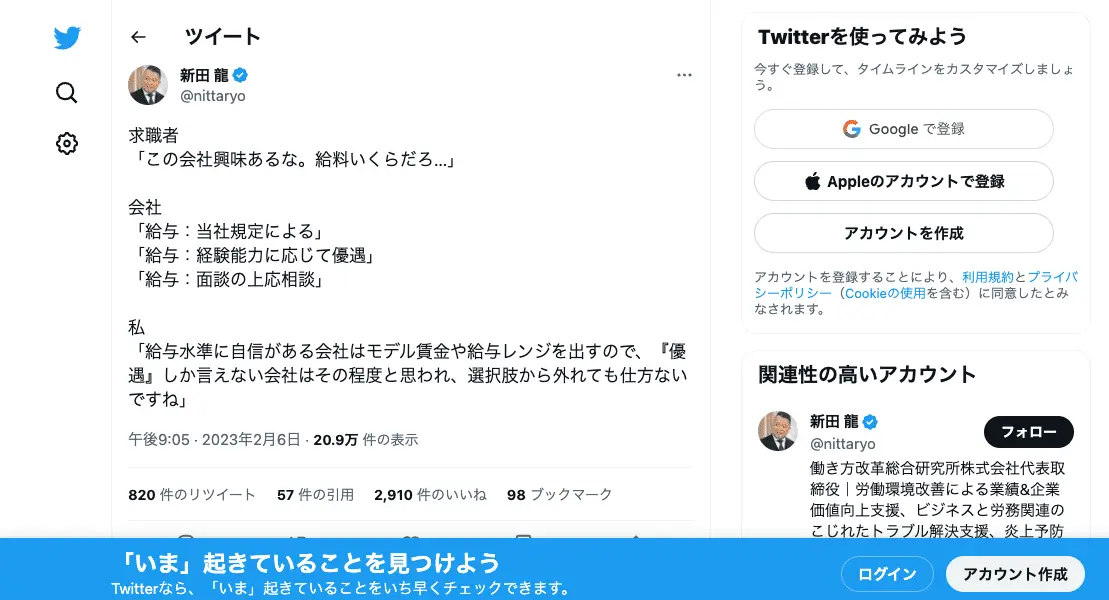 ツイート
新田 龍
@nittaryo
求職者
「この会社興味あるな。給料いくらだろ...」
会社
「給与：当社規定による」
「給与：経験能力に応じて優遇」
「給与：面談の上応相談」
私
「給与水準に自信がある会社はモデル賃金や給与レンジを出すので、『優
遇』しか言えない会社はその程度と思われ、選択肢から外れても仕方ない
ですね」
午後9:05 · 2023年2月6日 · 20.9万 件の表示
820 件のリツイート 57 件の引用 2,910 件のいいね 98 ブックマーク
Twitterを使ってみよう
今すぐ登録して、タイムラインをカスタマイズしましょ
う。
Google で登録
Appleのアカウントで登録
アカウントを作成
アカウントを登録することにより、利用規約とプライバ
シーポリシー（Cookieの使用を含む）に同意したとみ
なされます。
関連性の高いアカウント
新田 龍
@nittaryo
フォロー
働き方改革総合研究所株式会社代表取
締役｜労働環境改善による業績&企業
価値向上支援、ビジネスと労務関連の
こじれたトラブル解決支援、炎上予防
「いま」起きていることを見つけよう
Twitterなら、「いま」起きていることをいち早くチェックできます。
ログイン
アカウント作成